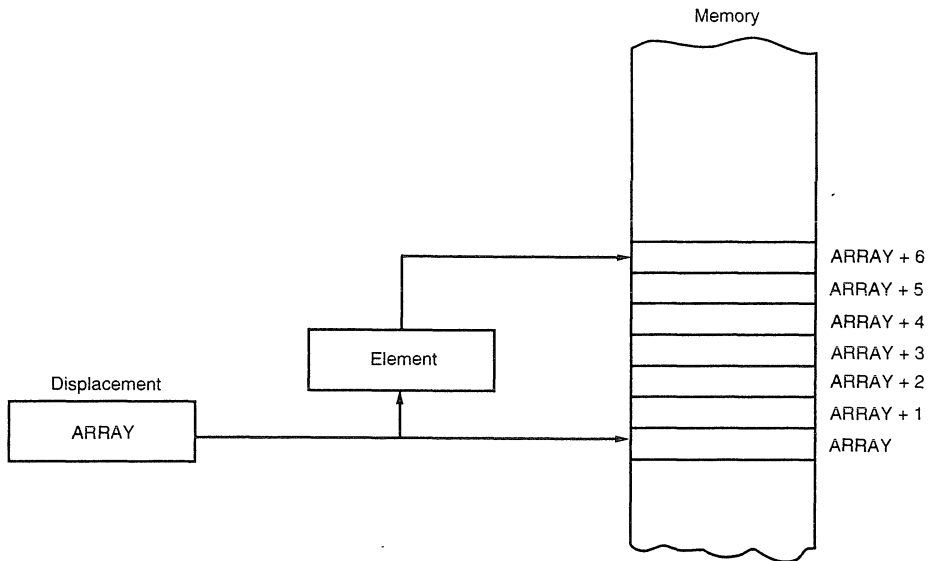 Memory
ARRAY + 6
ARRAY + 5
ARRAY + 4
Element
ARRAY + 3
Displacement
ARRAY + 2
ARRAY + 1
ARRAY
ARRAY